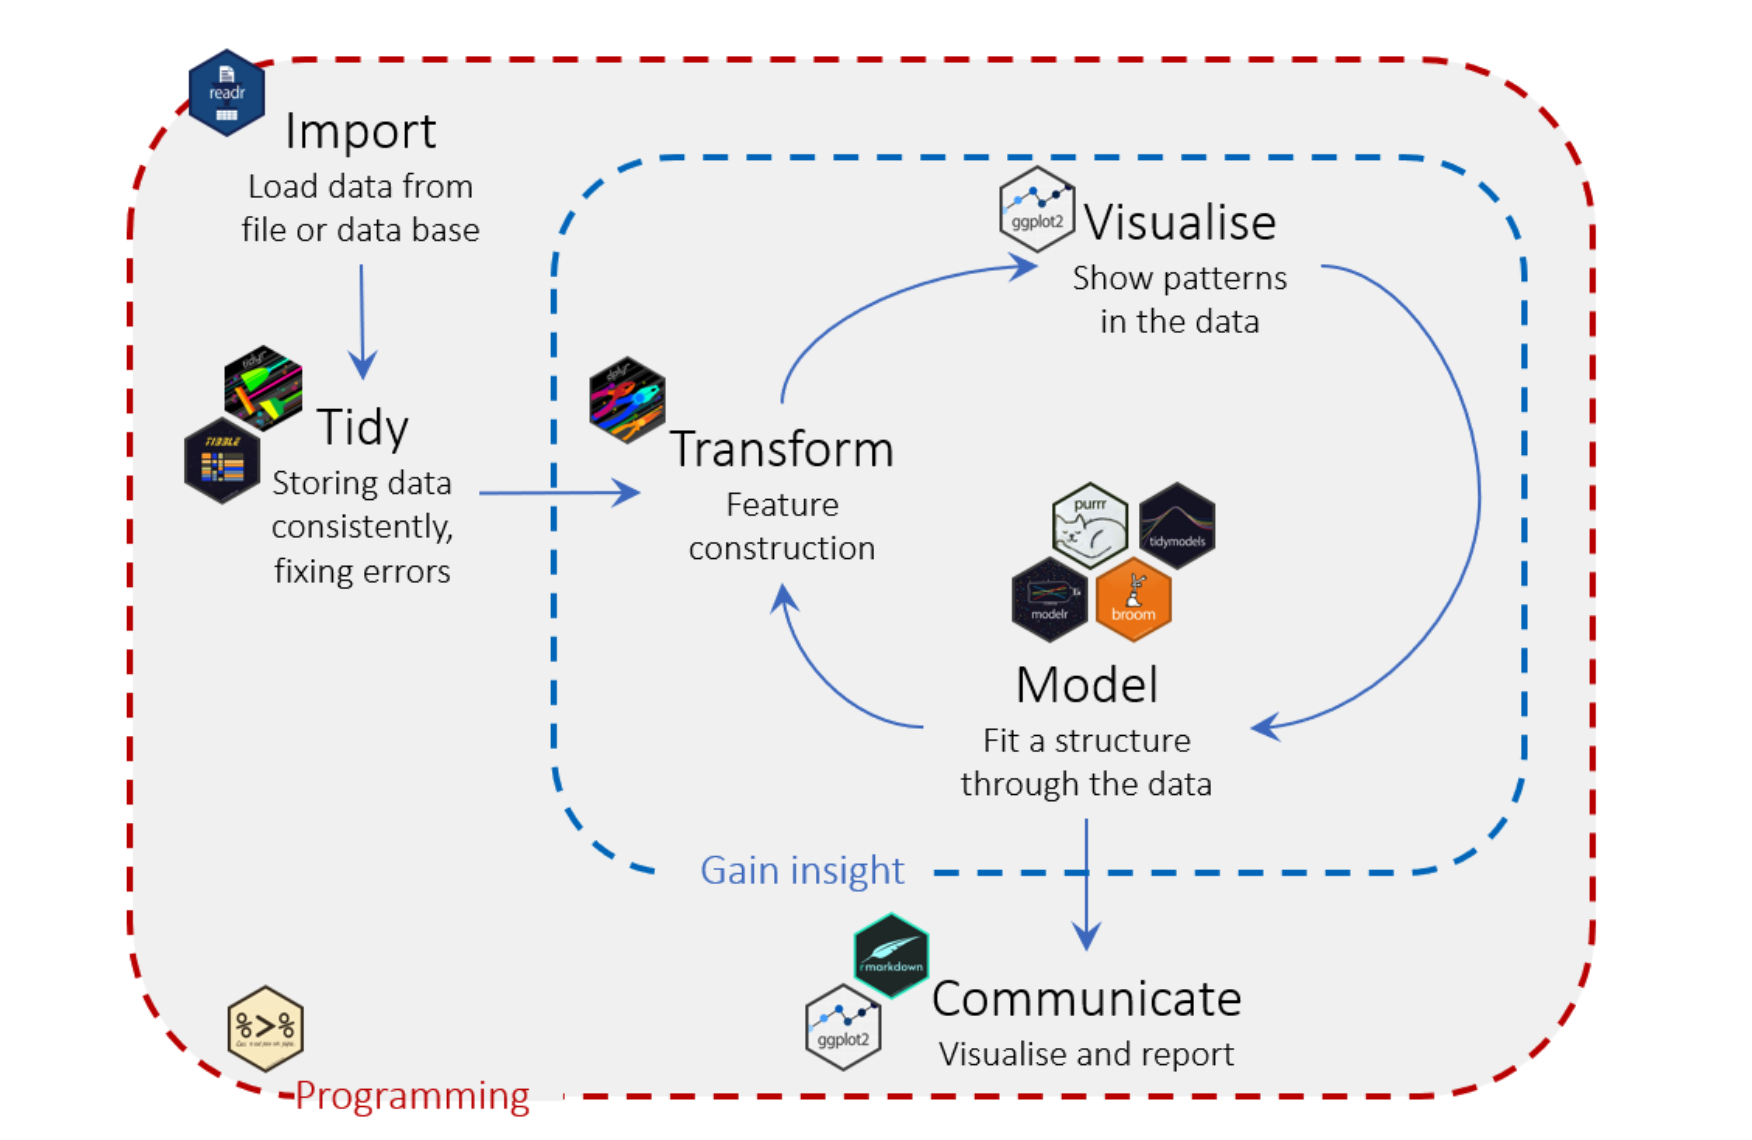 readr
Import
Load data from
file or data base
ggplot2
Visualise
Show patterns
in the data
tidyr
TIBBLE
Tidy
Storing data
consistently,
fixing errors
dplyr
Transform
Feature
construction
purrr
tidymodels
modelr
broom
Model
Fit a structure
through the data
Gain insight
rmarkdown
ggplot2
Communicate
Visualise and report
%>%
Programming